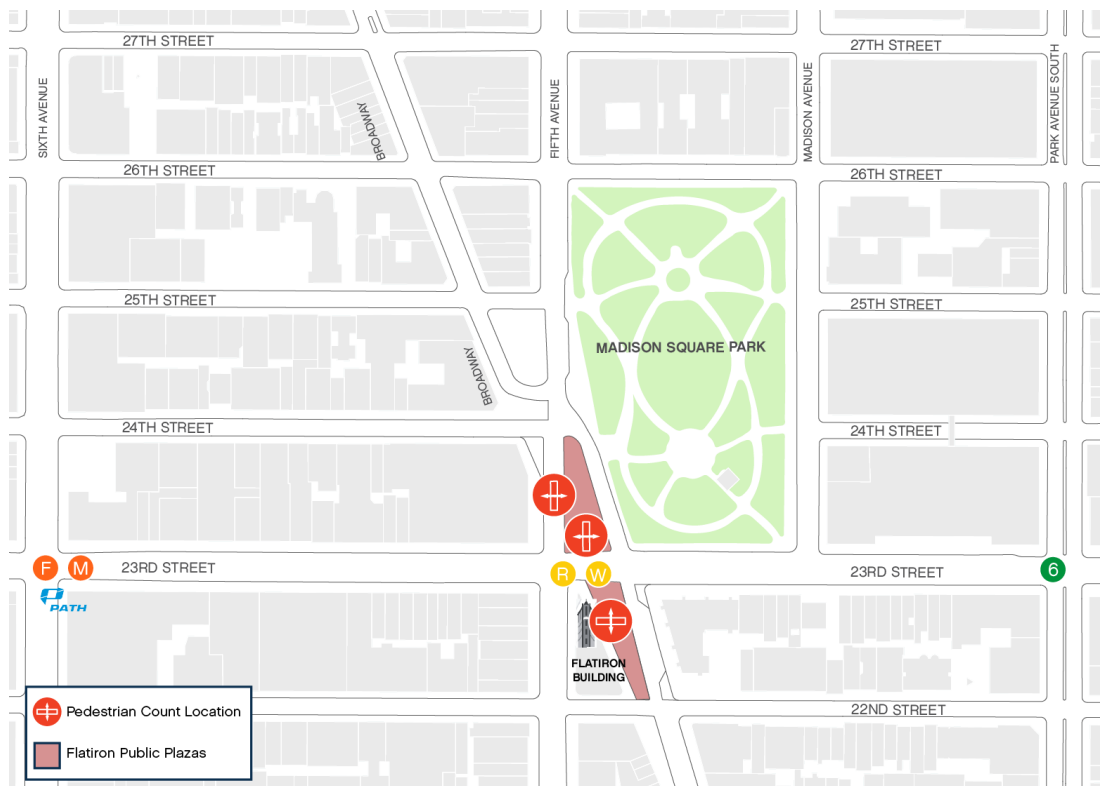 27TH STREET
27TH STREET
SIXTH AVENUE
BROADWAY
FIFTH AVENUE
MADISON AVENUE
PARK AVENUE SOUTH
26TH STREET
26TH STREET
25TH STREET
25TH STREET
MADISON SQUARE PARK
BROADWAY
24TH STREET
24TH STREET
F
M
23RD STREET
R
W
23RD STREET
6
PATH
FLATIRON
BUILDING
22ND STREET
Pedestrian Count Location
Flatiron Public Plazas